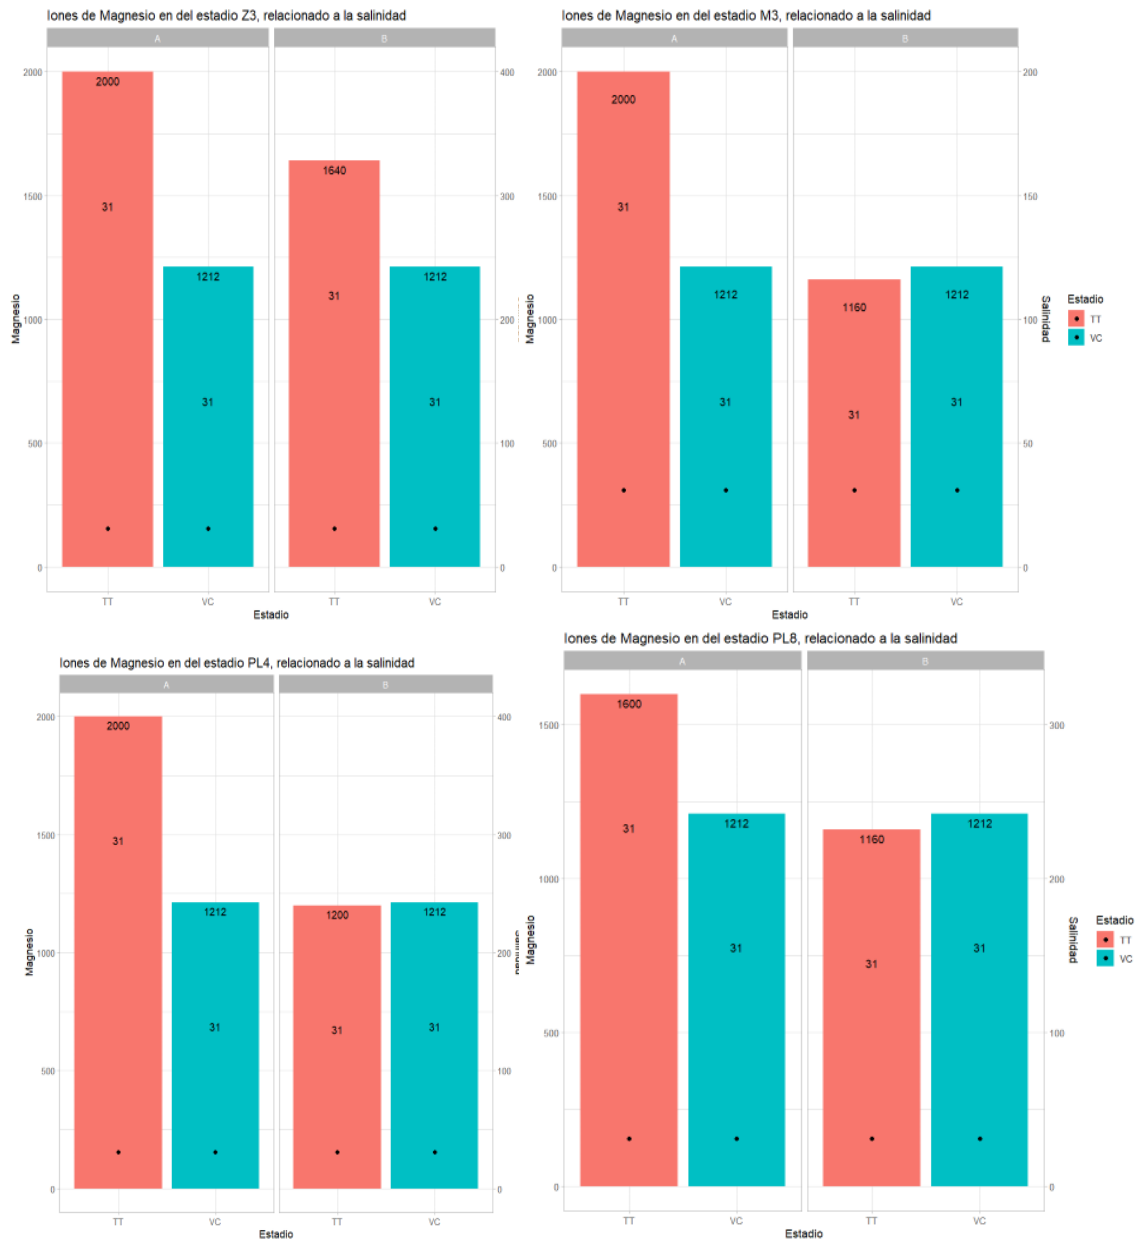 Iones de Magnesio en del estadio Z3, relacionado a la salinidad
A
B
2000
1500
1000
500
0
Magnesio
2000
31
1212
31
1640
31
1212
31
400
300
200
100
0
TT
VC
TT
VC
Estadio
Iones de Magnesio en del estadio M3, relacionado a la salinidad
A
B
2000
1500
1000
500
0
Magnesio
2000
31
1212
31
1160
31
1212
31
200
150
100
50
0
Salinidad
TT
VC
TT
VC
Estadio
Estadio
TT
VC
Iones de Magnesio en del estadio PL4, relacionado a la salinidad
A
B
2000
1500
1000
500
0
Magnesio
2000
31
1212
31
1200
31
1212
31
400
300
200
100
0
TT
VC
TT
VC
Estadio
Iones de Magnesio en del estadio PL8, relacionado a la salinidad
A
B
1500
1000
500
0
Magnesio
1600
31
1212
31
1160
31
1212
31
300
200
100
0
Salinidad
TT
VC
TT
VC
Estadio
Estadio
TT
VC